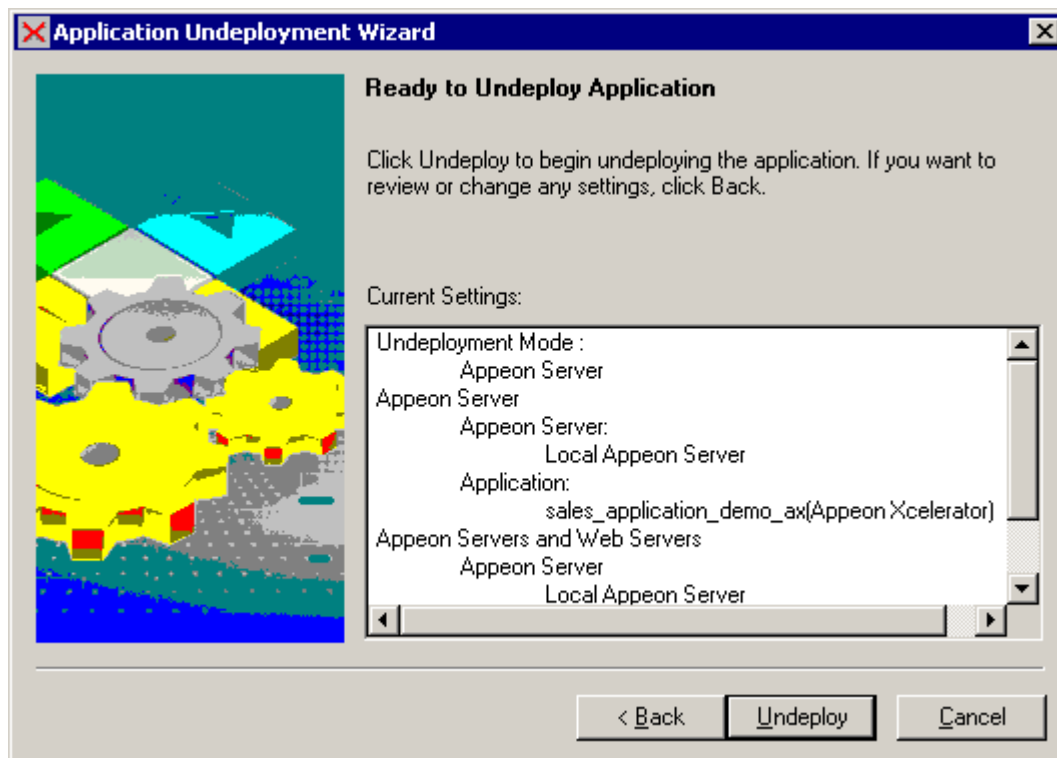 Application Undeployment Wizard
Ready to Undeploy Application
Click Undeploy to begin undeploying the application. If you want to
review or change any settings, click Back.
Current Settings:
Undeployment Mode :
Appeon Server
Appeon Server
Appeon Server:
Local Appeon Server
Application:
sales_application_demo_ax(Appeon Xcelerator)
Appeon Servers and Web Servers
Appeon Server
Local Appeon Server
< Back
Undeploy
Cancel